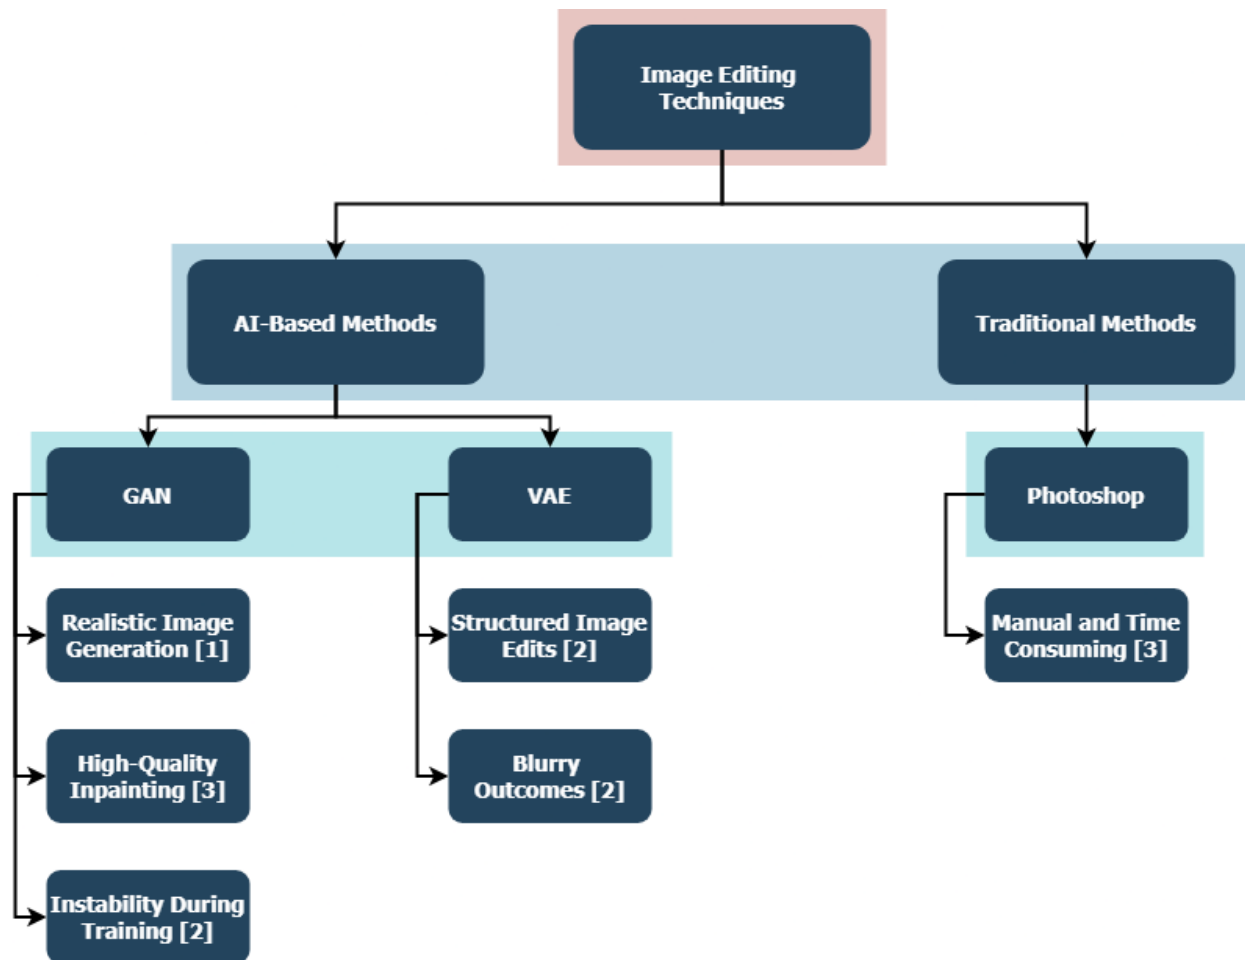 Image Editing
Techniques
AI-Based Methods
Traditional Methods
GAN
VAE
Photoshop
Realistic Image
Generation [1]
Structured Image
Edits [2]
Manual and Time
Consuming [3]
High-Quality
Inpainting [3]
Blurry
Outcomes [2]
Instability During
Training [2]